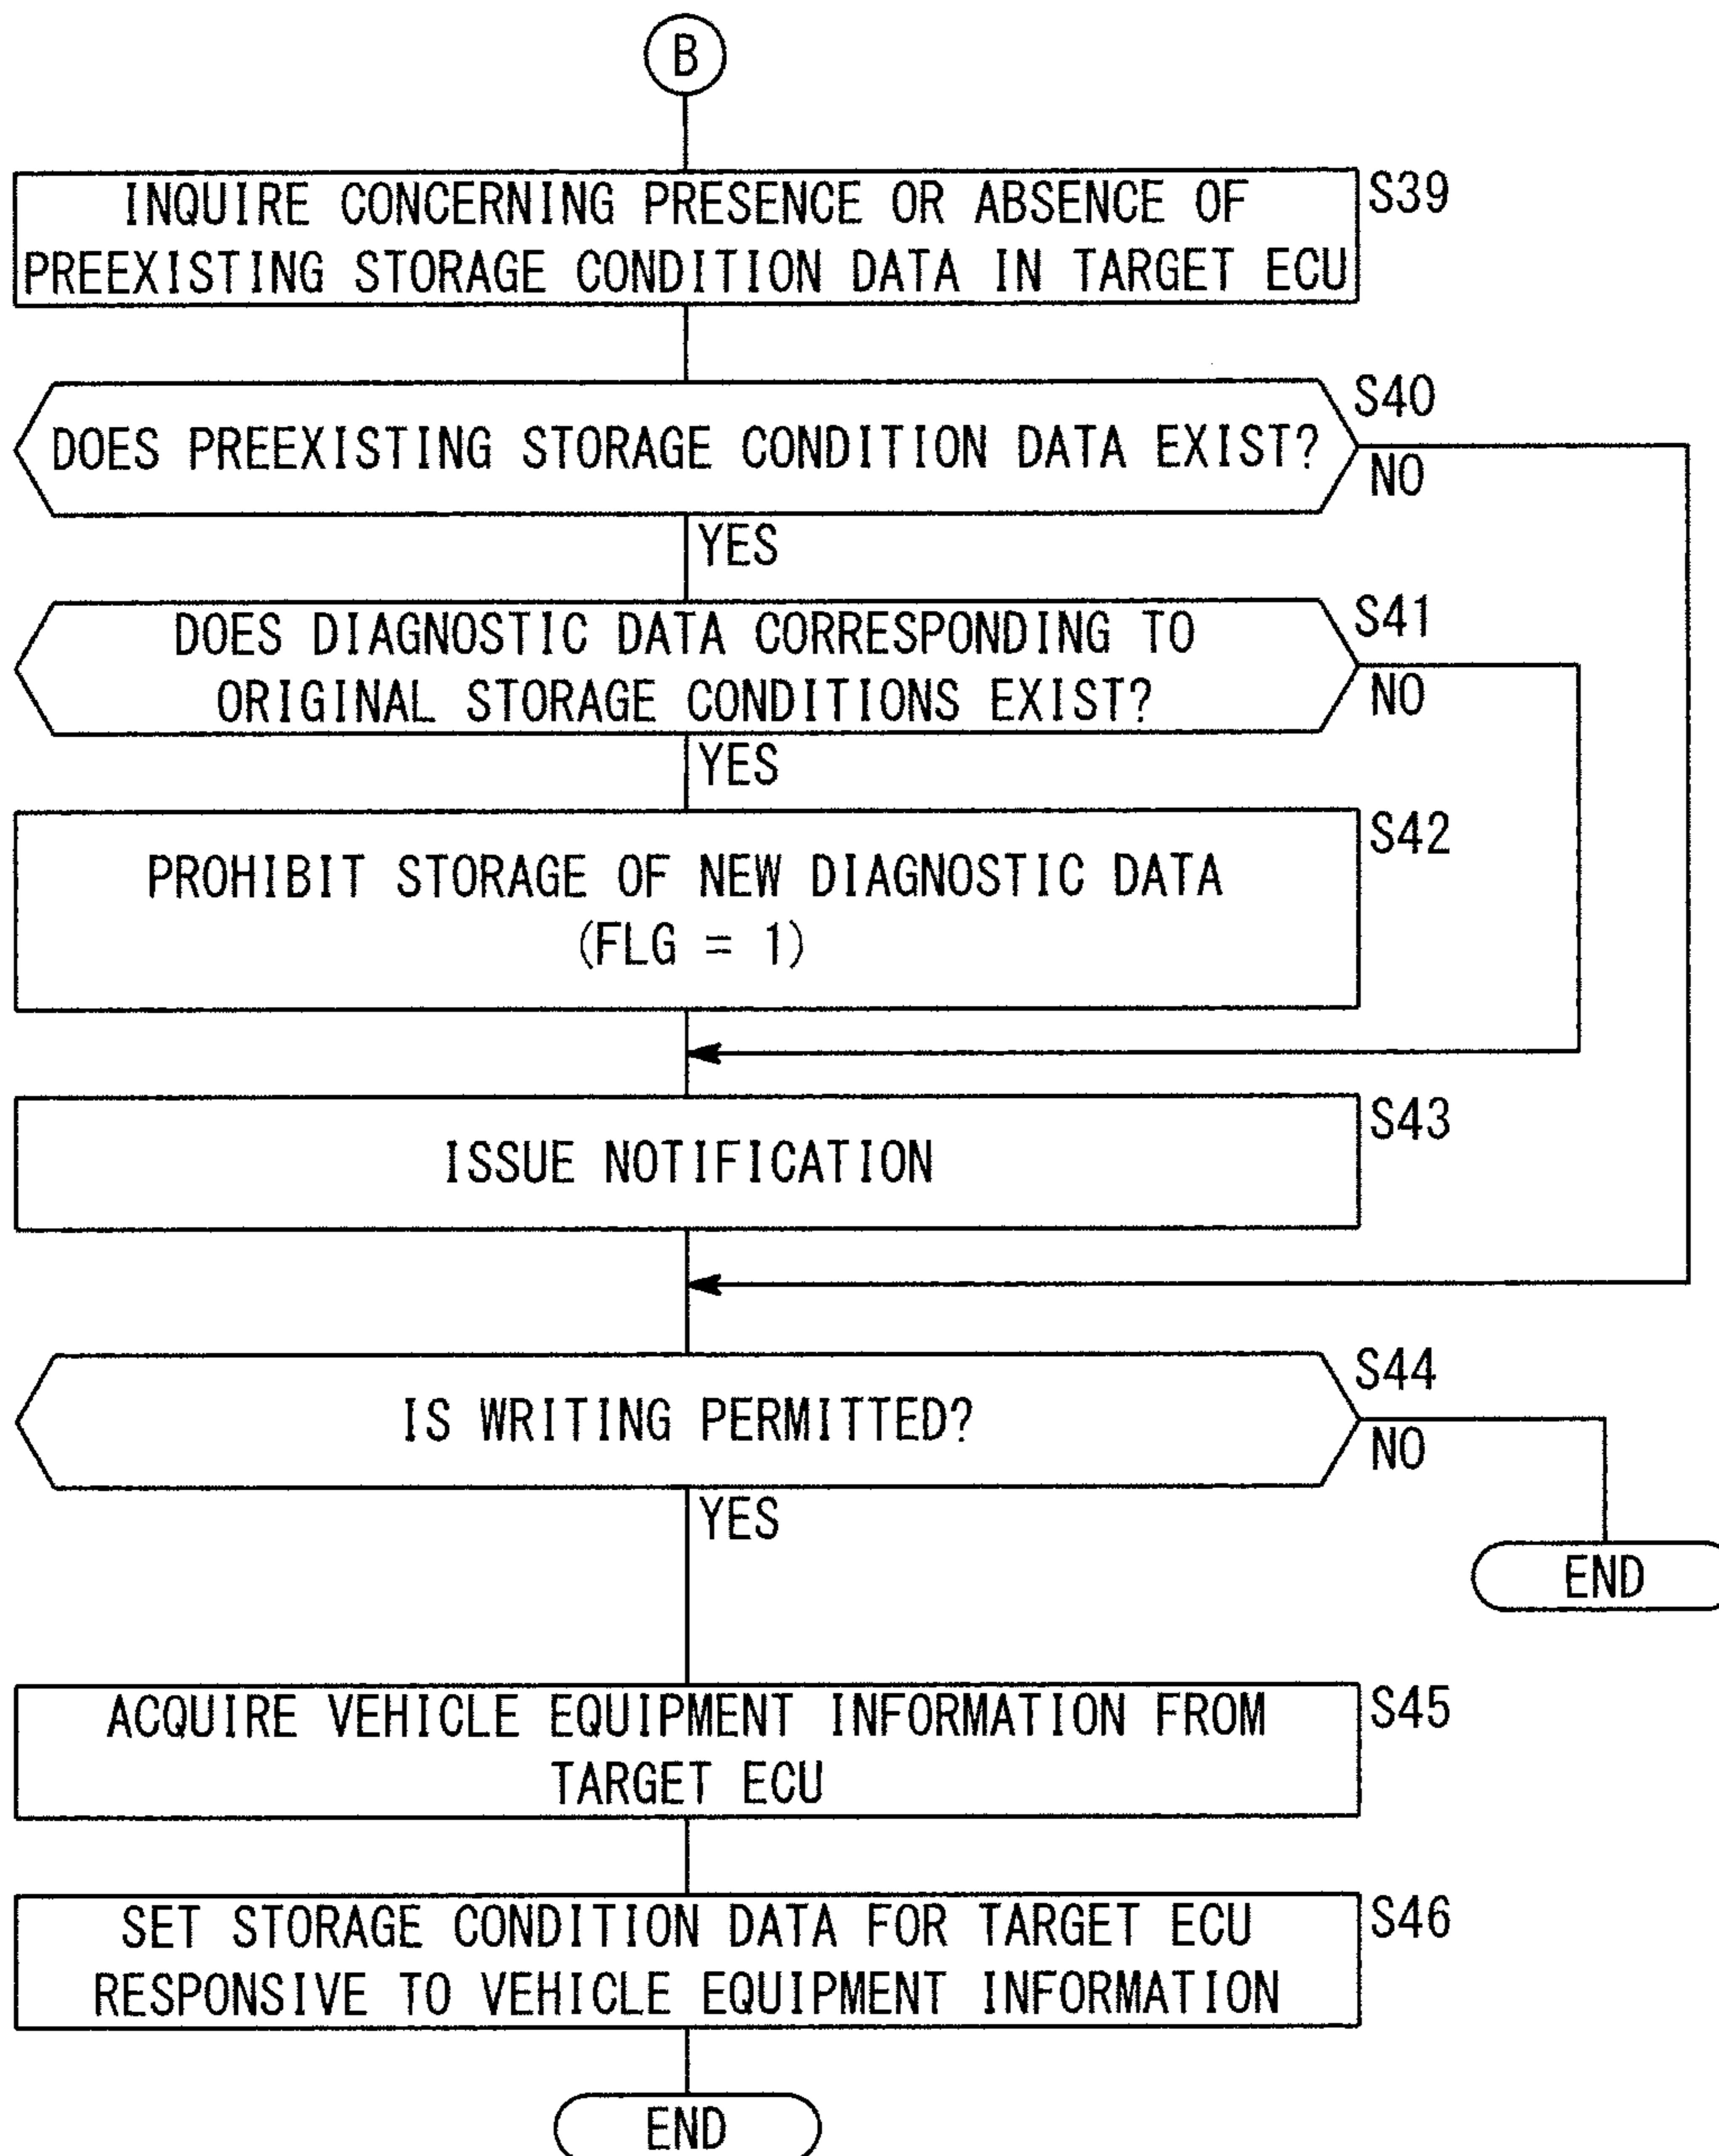 B
INQUIRE CONCERNING PRESENCE OR ABSENCE OF
PREEXISTING STORAGE CONDITION DATA IN TARGET ECU
S39
DOES PREEXISTING STORAGE CONDITION DATA EXIST?
S40
NO
YES
DOES DIAGNOSTIC DATA CORRESPONDING TO
ORIGINAL STORAGE CONDITIONS EXIST?
S41
NO
YES
PROHIBIT STORAGE OF NEW DIAGNOSTIC DATA
(FLG = 1)
S42
ISSUE NOTIFICATION
S43
IS WRITING PERMITTED?
S44
NO
YES
END
ACQUIRE VEHICLE EQUIPMENT INFORMATION FROM
TARGET ECU
S45
SET STORAGE CONDITION DATA FOR TARGET ECU
RESPONSIVE TO VEHICLE EQUIPMENT INFORMATION
S46
END